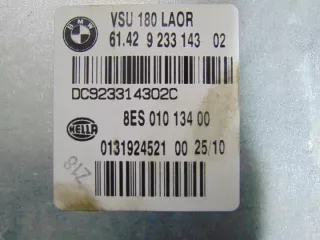 BMW
VSU 180 LAOR
61.42 9 233 143 02
DC923314302C
HELLA
8ES 010 134 00
0131924521 00 25/10
Z18